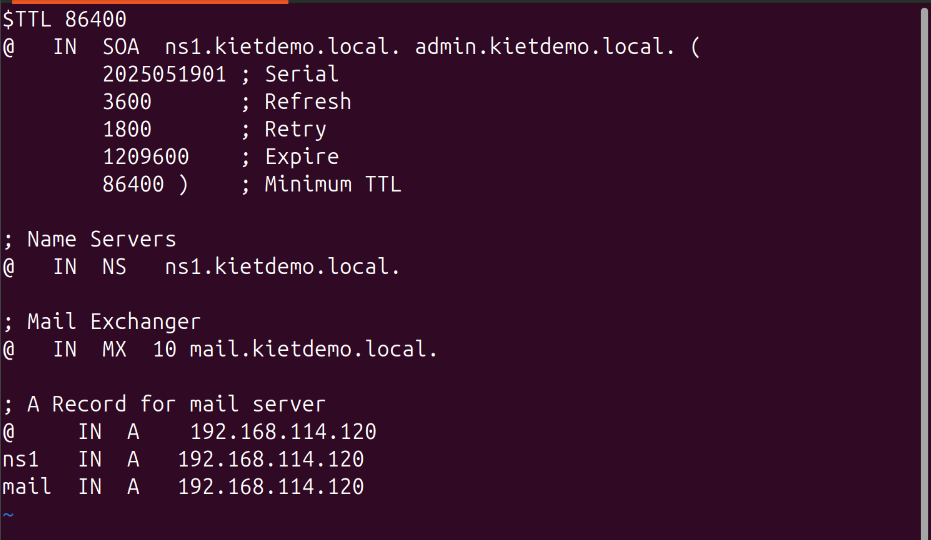 $TTL 86400
@   IN  SOA  ns1.kietdemo.local. admin.kietdemo.local. (
        2025051901 ; Serial
        3600       ; Refresh
        1800       ; Retry
        1209600    ; Expire
        86400 )    ; Minimum TTL

; Name Servers
@   IN  NS   ns1.kietdemo.local.

; Mail Exchanger
@   IN  MX  10 mail.kietdemo.local.

; A Record for mail server
@     IN  A    192.168.114.120
ns1   IN  A   192.168.114.120
mail  IN  A   192.168.114.120
~